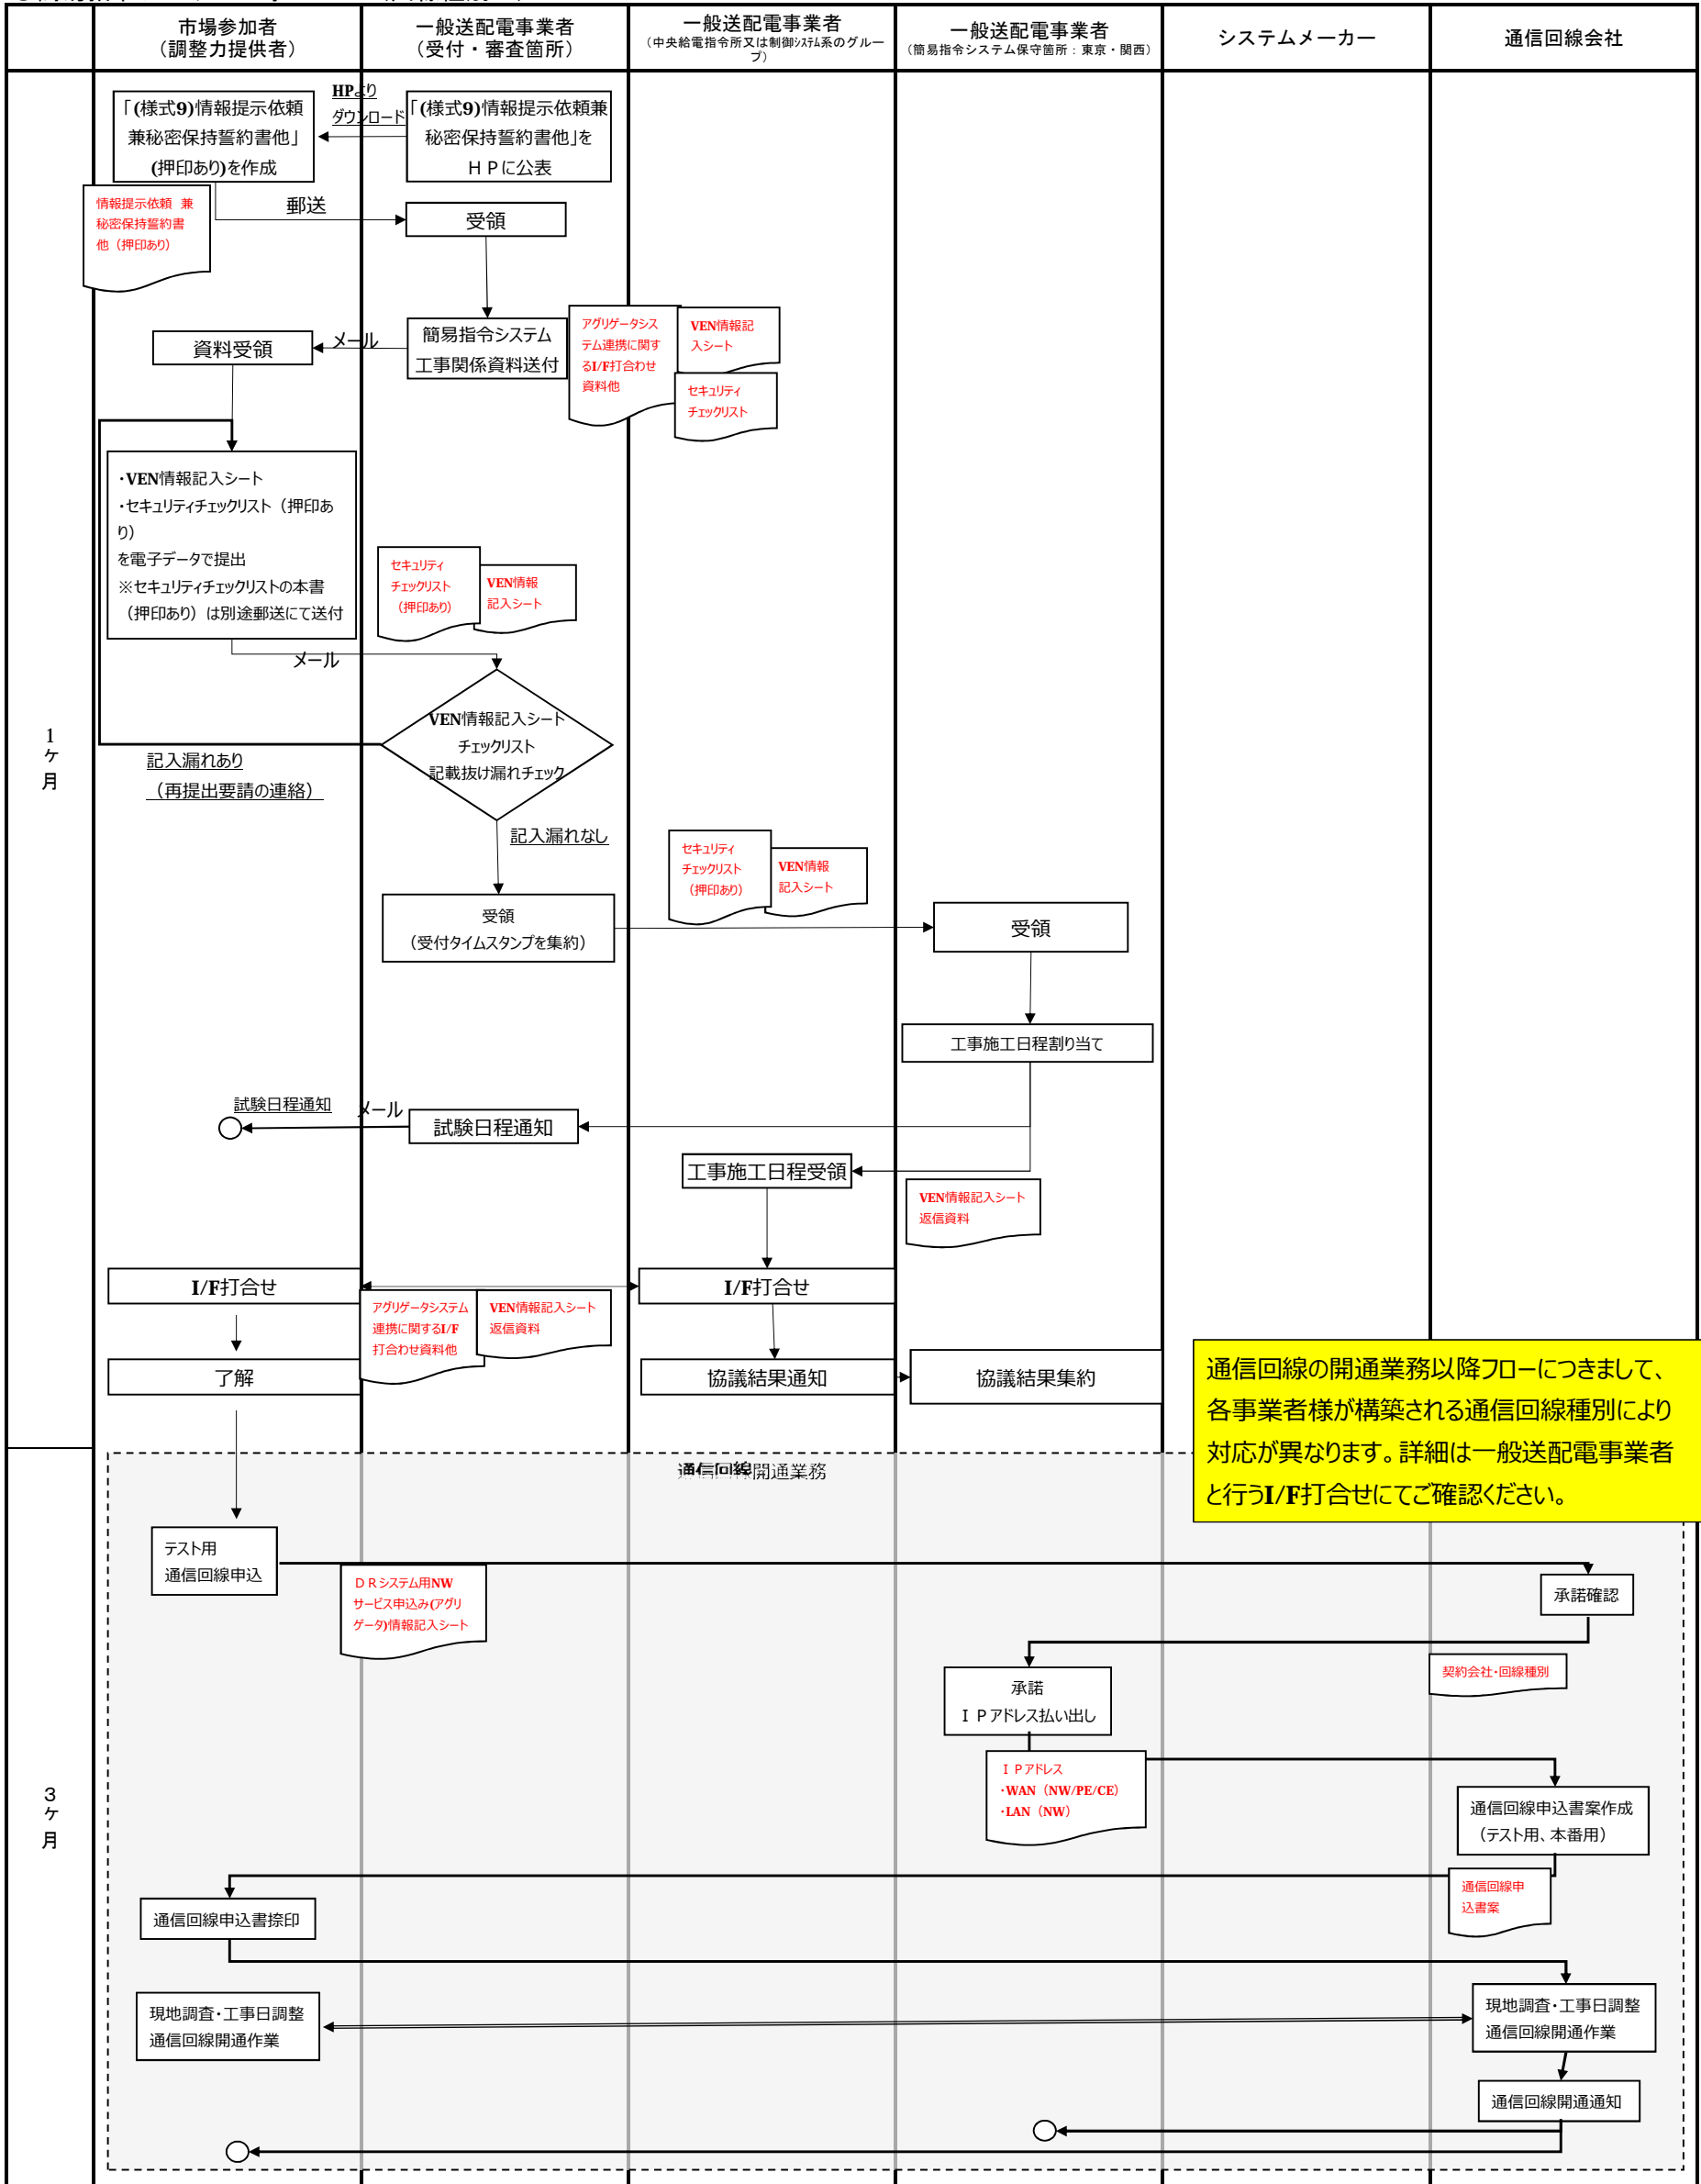 市場参加者
（調整力提供者）
一般送配電事業者
（受付・審査箇所）
一般送配電事業者
（中央給電指令所又は制御ｼｽﾃﾑ系のグルー
プ）
一般送配電事業者
（簡易指令システム保守箇所：東京・関西）
システムメーカー
通信回線会社
1
ケ
月
「(様式9)情報提示依頼
兼秘密保持誓約書他」
(押印あり)を作成
HPより
ダウンロード
「(様式9)情報提示依頼兼
秘密保持誓約書他」を
ＨＰに公表
情報提示依頼　兼
秘密保持誓約書
他（押印あり）
郵送
受領
資料受領
メール
簡易指令システム
工事関係資料送付
アグリゲータシス
テム連携に関す
るI/F打合わせ
資料他
VEN情報記
入シート
セキュリティ
チェックリスト
・VEN情報記入シート
・セキュリティチェックリスト（押印あ
り）
を電子データで提出
※セキュリティチェックリストの本書
（押印あり）は別途郵送にて送付
セキュリティ
チェックリスト
（押印あり）
VEN情報
記入シート
メール
VEN情報記入シート
チェックリスト
記載抜け漏れチェック
記入漏れあり
（再提出要請の連絡）
記入漏れなし
セキュリティ
チェックリスト
（押印あり）
VEN情報
記入シート
受領
（受付タイムスタンプを集約）
受領
工事施工日程割り当て
試験日程通知
メール
試験日程通知
工事施工日程受領
VEN情報記入シート
返信資料
I/F打合せ
I/F打合せ
アグリゲータシステム
連携に関するI/F
打合わせ資料他
VEN情報記入シート
返信資料
了解
協議結果通知
協議結果集約
通信回線の開通業務以降フローにつきまして、
各事業者様が構築される通信回線種別により
対応が異なります。詳細は一般送配電事業者
と行うI/F打合せにてご確認ください。
3
ケ
月
通信回線開通業務
テスト用
通信回線申込
ＤＲシステム用NW
サービス申込み(アグリ
ゲータ)情報記入シート
承諾確認
契約会社・回線種別
承諾
ＩＰアドレス払い出し
ＩＰアドレス
・WAN（NW/PE/CE）
・LAN（NW）
通信回線申込書案作成
（テスト用、本番用）
通信回線申
込書案
通信回線申込書捺印
現地調査・工事日調整
通信回線開通作業
現地調査・工事日調整
通信回線開通作業
通信回線開通通知